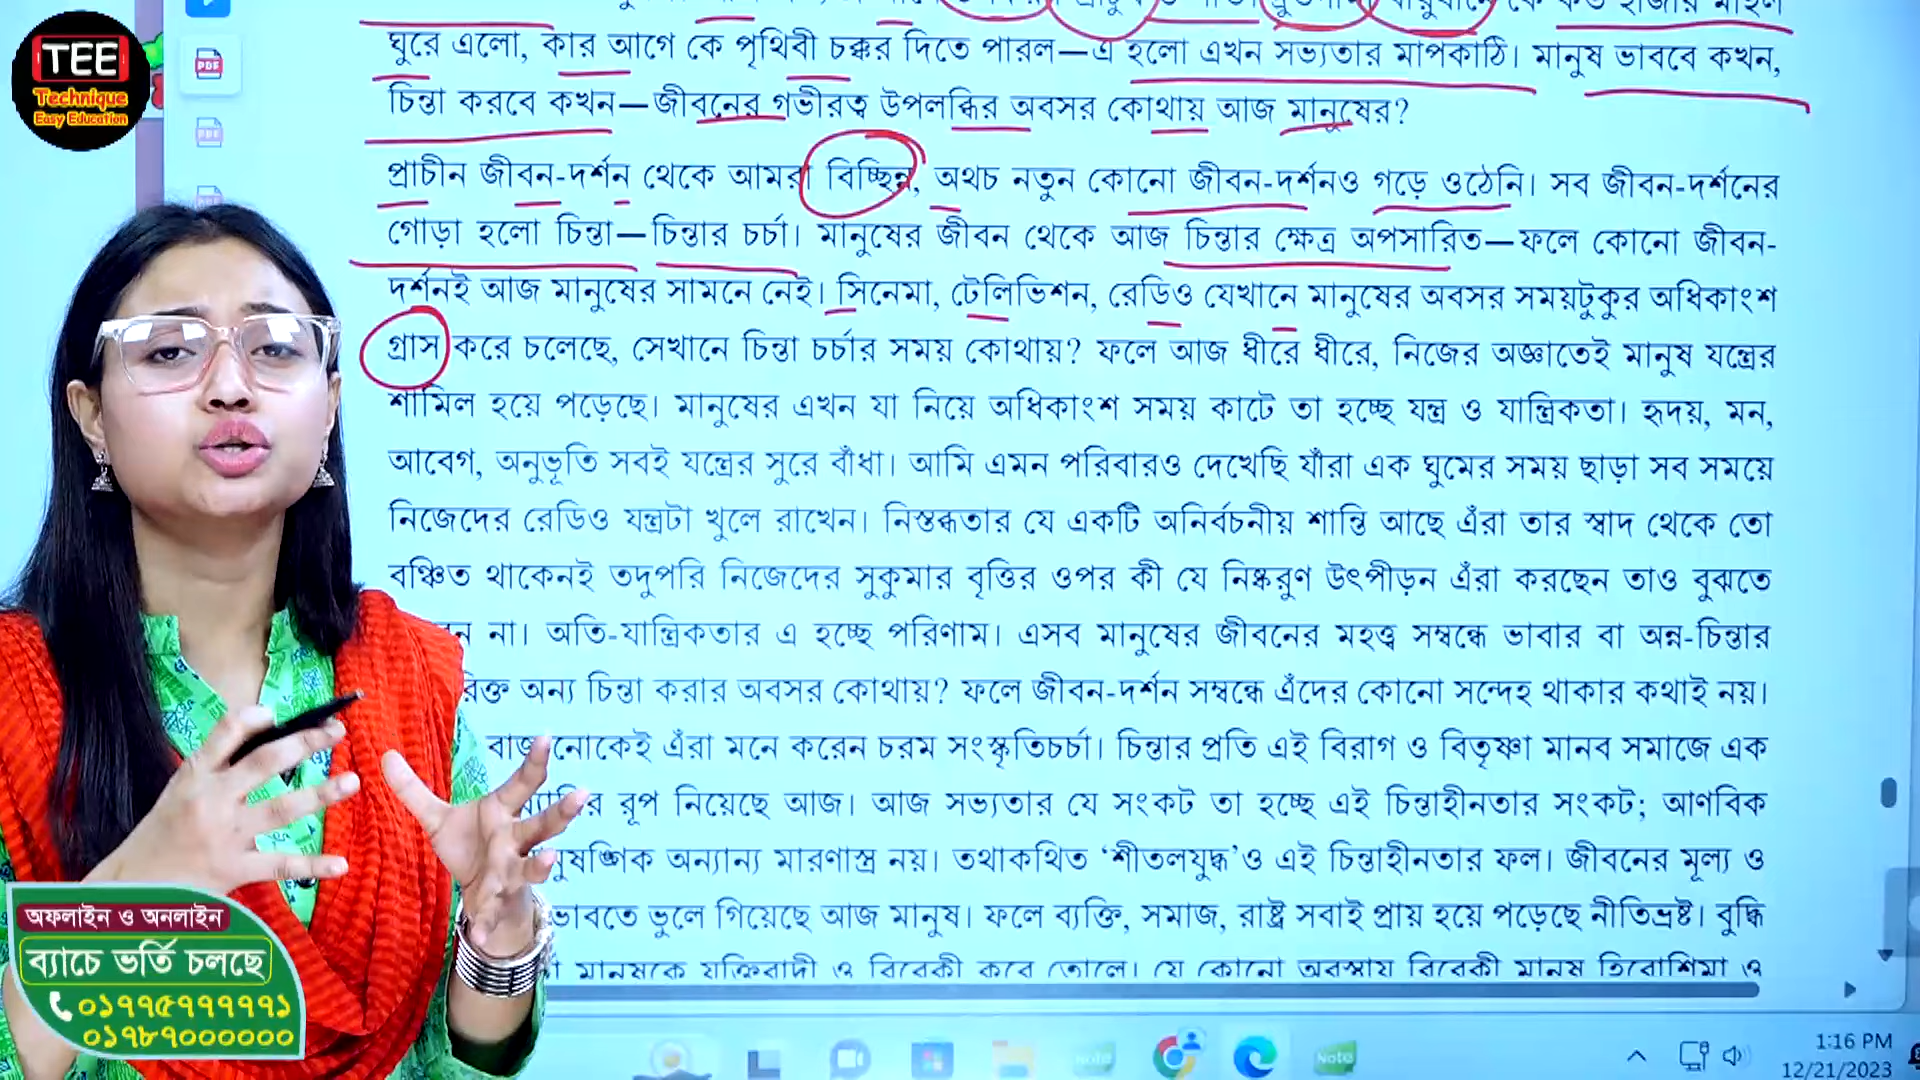 TEE
Technique
Easy Education
PDF
PDF
হাজার মাইল
ঘুরে এলো, কার আগে কে পৃথিবী চক্কর দিতে পারল—এ হলো এখন সভ্যতার মাপকাঠি। মানুষ ভাববে কখন,
চিন্তা করবে কখন—জীবনের গভীরত্ব উপলব্ধির অবসর কোথায় আজ মানুষের?
প্রাচীন জীবন-দর্শন থেকে আমরা বিচ্ছিন্ন, অথচ নতুন কোনো জীবন-দর্শনও গড়ে ওঠেনি। সব জীবন-দর্শনের
গোড়া হলো চিন্তা—চিন্তার চর্চা। মানুষের জীবন থেকে আজ চিন্তার ক্ষেত্র অপসারিত—ফলে কোনো জীবন-
দর্শনই আজ মানুষের সামনে নেই। সিনেমা, টেলিভিশন, রেডিও যেখানে মানুষের অবসর সময়টুকুর অধিকাংশ
গ্রাস করে চলেছে, সেখানে চিন্তা চর্চার সময় কোথায়? ফলে আজ ধীরে ধীরে, নিজের অজ্ঞাতেই মানুষ যন্ত্রের
শামিল হয়ে পড়েছে। মানুষের এখন যা নিয়ে অধিকাংশ সময় কাটে তা হচ্ছে যন্ত্র ও যান্ত্রিকতা। হৃদয়, মন,
আবেগ, অনুভূতি সবই যন্ত্রের সুরে বাঁধা। আমি এমন পরিবারও দেখেছি যাঁরা এক ঘুমের সময় ছাড়া সব সময়ে
নিজেদের রেডিও যন্ত্রটা খুলে রাখেন। নিস্তব্ধতার যে একটি অনির্বচনীয় শান্তি আছে এঁরা তার স্বাদ থেকে তো
বঞ্চিত থাকেনই তদুপরি নিজেদের সুকুমার বৃত্তির ওপর কী যে নিষ্করুণ উৎপীড়ন এঁরা করছেন তাও বুঝতে
না। অতি-যান্ত্রিকতার এ হচ্ছে পরিণাম। এসব মানুষের জীবনের মহত্ত্ব সম্বন্ধে ভাবার বা অন্ন-চিন্তার
অন্য চিন্তা করার অবসর কোথায়? ফলে জীবন-দর্শন সম্বন্ধে এঁদের কোনো সন্দেহ থাকার কথাই নয়।
এঁরা মনে করেন চরম সংস্কৃতিচর্চা। চিন্তার প্রতি এই বিরাগ ও বিতৃষ্ণা মানব সমাজে এক
রূপ নিয়েছে আজ। আজ সভ্যতার যে সংকট তা হচ্ছে এই চিন্তাহীনতার সংকট; আণবিক
অন্যান্য মারণাস্ত্র নয়। তথাকথিত ‘শীতলযুদ্ধ’ও এই চিন্তাহীনতার ফল। জীবনের মূল্য ও
ভাবতে ভুলে গিয়েছে আজ মানুষ। ফলে ব্যক্তি, সমাজ, রাষ্ট্র সবাই প্রায় হয়ে পড়েছে নীতিভ্রষ্ট। বুদ্ধি
মানুষকে যুক্তিবাদী ও বিবেকী করে তোলে। যে কোনো অবস্থায় বিবেকী মানুষ
অফলাইন ও অনলাইন
ব্যাচে ভর্তি চলছে
০১৭৭৫৭৭৭৭৭১
০১৭৮৭০০০০০০
Note
Note
1:16 PM
12/21/2023